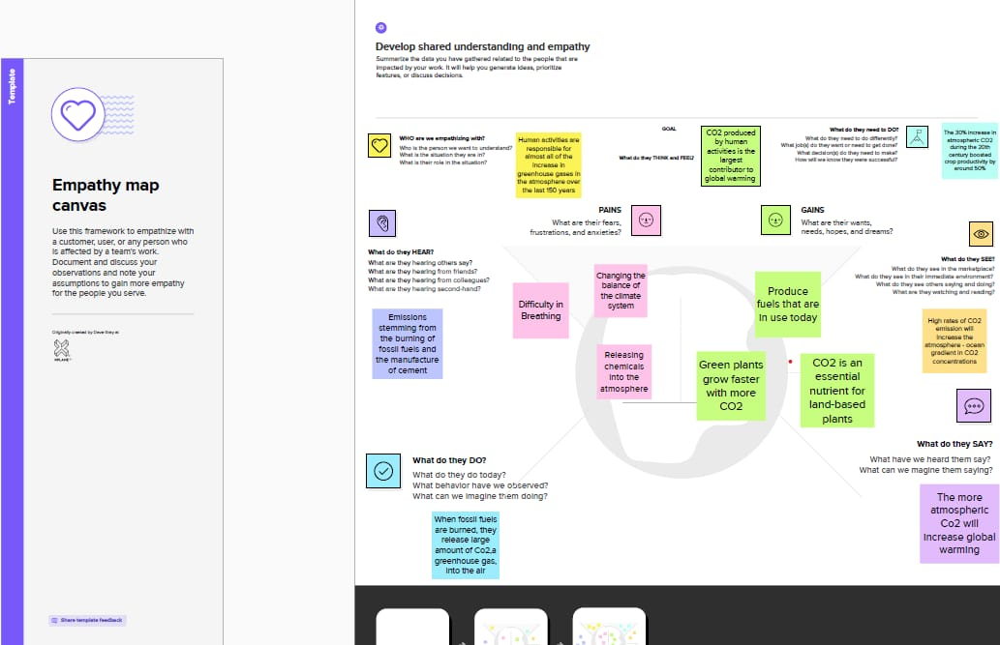 Template
Empathy map
canvas
Use this framework to empathize with
a customer, user, or any person who
is affected by a team's work.
Document and discuss your
observations and note your
assumptions to gain more empathy
for the people you serve.
Originally created by Dave Gray at
XPLANE
Share template feedback
Develop shared understanding and empathy
Summarize the data you have gathered related to the people that are
impacted by your work. It will help you generate ideas, prioritize
features, or discuss decisions.
WHO are we empathizing with?
Who is the person we want to understand?
What is the situation they are in?
What is their role in the situation?
Human activities are
responsible for
almost all of the
increase in
greenhouse gases in
the atmosphere over
the last 150 years
GOAL
What do they THINK and FEEL?
CO2 produced
by human
activities is the
largest
contributor to
global warming
What do they need to DO?
What do they need to do differently?
What job(s) do they want or need to get done?
What decision(s) do they need to make?
How will we know they were successful?
The 30% increase in
atmospheric CO2
during the 20th
century boosted
crop productivity by
around 50%
PAINS
What are their fears,
frustrations, and anxieties?
GAINS
What are their wants,
needs, hopes, and dreams?
What do they HEAR?
What are they hearing others say?
What are they hearing from friends?
What are they hearing from colleagues?
What are they hearing second-hand?
Emissions
stemming from
the burning of
fossil fuels and
the manufacture
of cement
Difficulty in
Breathing
Changing the
balance of
the climate
system
Releasing
chemicals
into the
atmosphere
Produce
fuels that are
in use today
Green plants
grow faster
with more
CO2
CO2 is an
essential
nutrient for
land-based
plants
What do they SEE?
What do they see in the marketplace?
What do they see in their immediate environment?
What do they see others saying and doing?
What are they watching and reading?
High rates of CO2
emission will
increase the
atmosphere - ocean
gradient in CO2
concentrations
What do they SAY?
What have we heard them say?
What can we magine them saying?
The more
atmospheric
Co2 will
increase global
warming
What do they DO?
What do they do today?
What behavior have we observed?
What can we imagine them doing?
When fossil fuels
are burned, they
release large
amount of Co2,a
greenhouse gas,
into the air